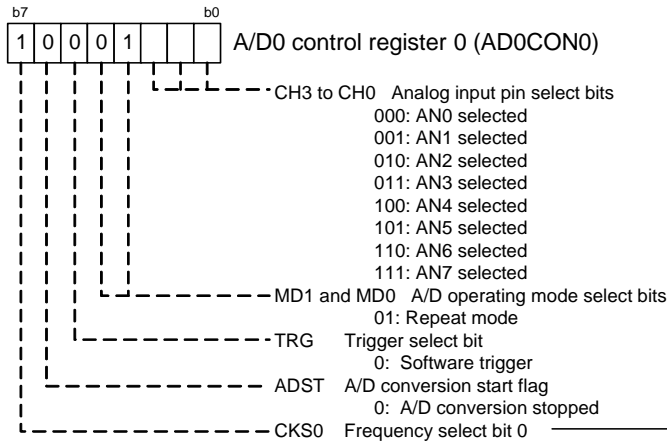 b7 b0
1 0 0 0 1 A/D0 control register 0 (AD0CON0)
CH3 to CH0 Analog input pin select bits
000: AN0 selected
001: AN1 selected
010: AN2 selected
011: AN3 selected
100: AN4 selected
101: AN5 selected
110: AN6 selected
111: AN7 selected
MD1 and MD0 A/D operating mode select bits
01: Repeat mode
TRG Trigger select bit
0: Software trigger
ADST A/D conversion start flag
0: A/D conversion stopped
CKS0 Frequency select bit 0